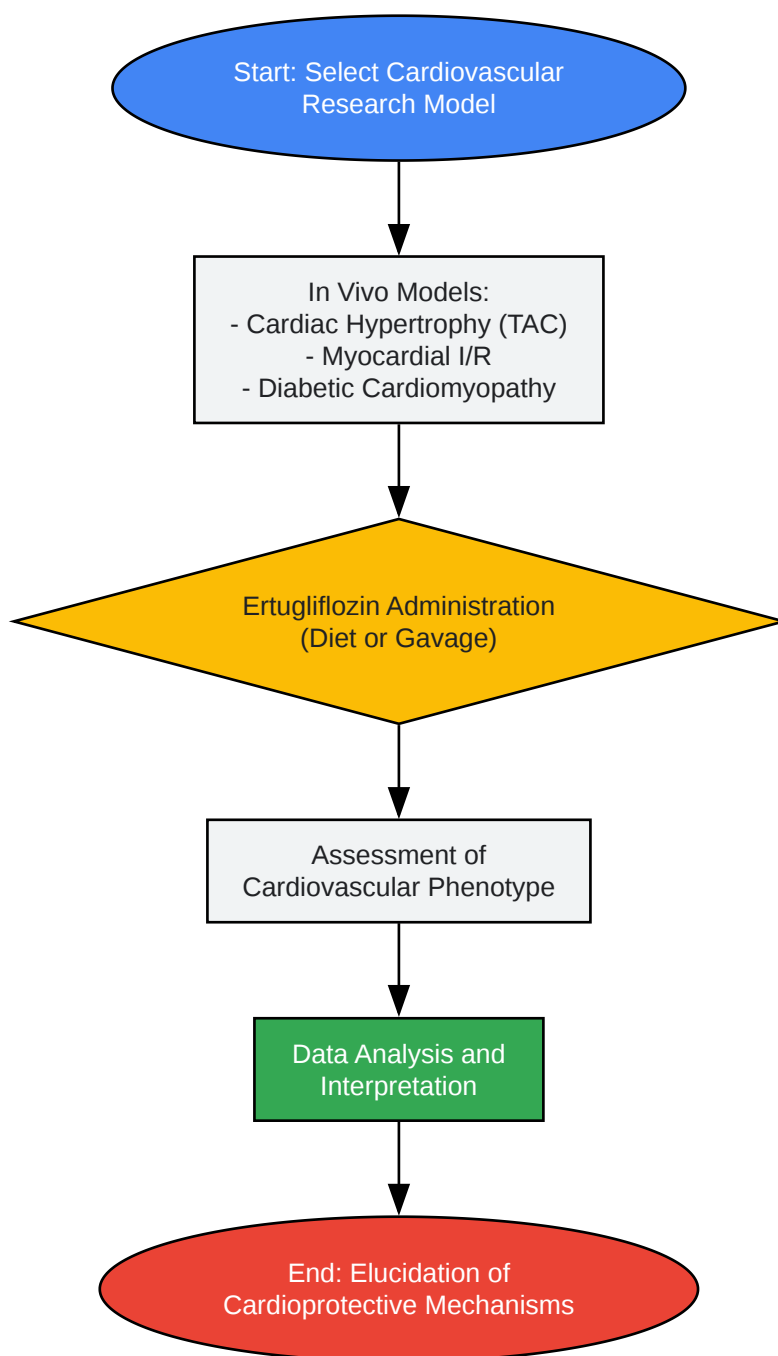 Start: Select Cardiovascular
Research Model
In Vivo Models:
- Cardiac Hypertrophy (TAC)
- Myocardial I/R
- Diabetic Cardiomyopathy
Ertugliflozin Administration
(Diet or Gavage)
Assessment of
Cardiovascular Phenotype
Data Analysis and
Interpretation
End: Elucidation of
Cardioprotective Mechanisms